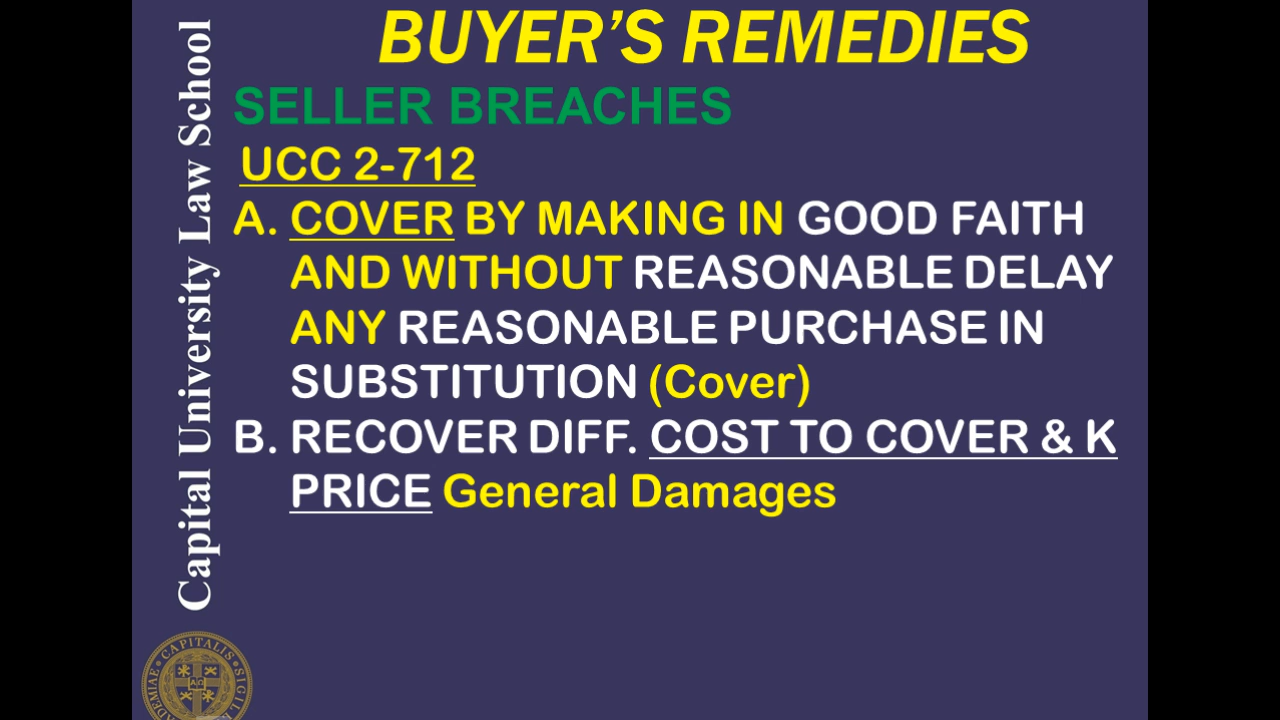 BUYER'S REMEDIES
SELLER BREACHES
UCC 2-712
A. COVER BY MAKING IN GOOD FAITH
AND WITHOUT REASONABLE DELAY
ANY REASONABLE PURCHASE IN
SUBSTITUTION (Cover)
B. RECOVER DIFF. COST TO COVER & K
PRICE General Damages
Capital University Law School
CAPITALIS